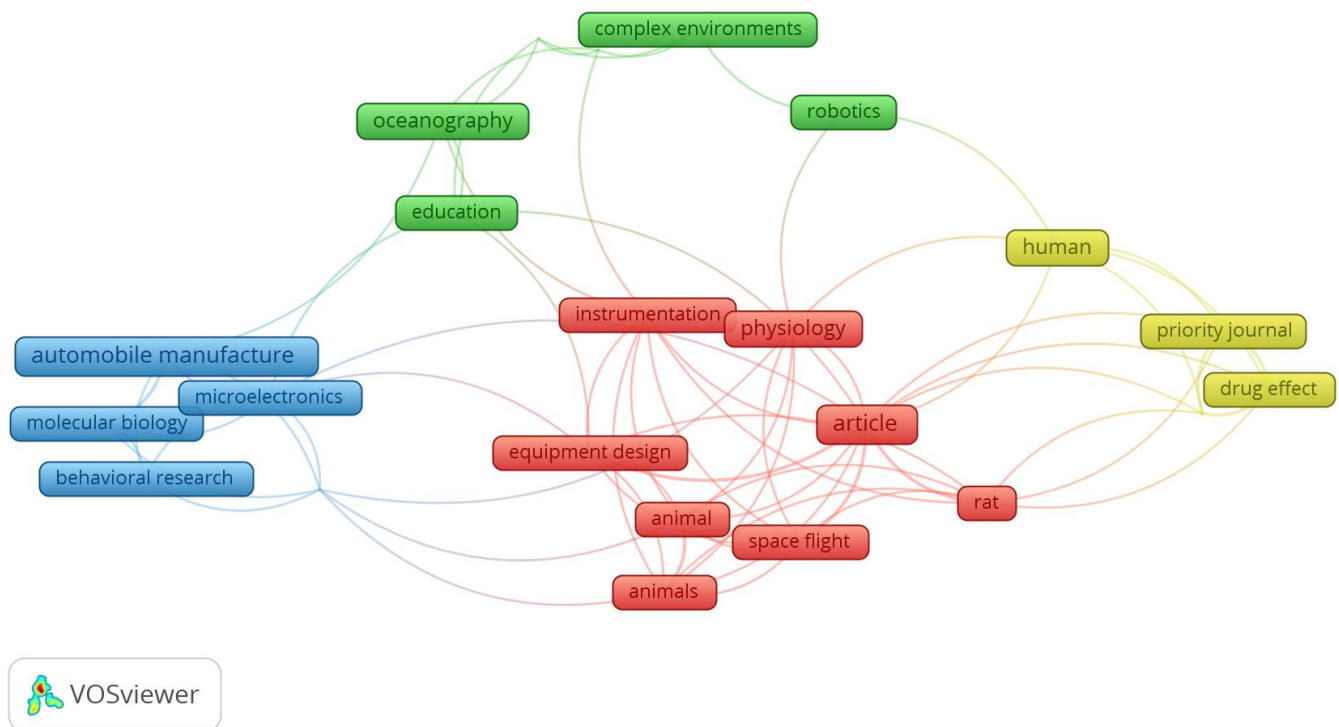 complex environments
robotics
oceanography
education
human
instrumentation
physiology
priority journal
automobile manufacture
drug effect
microelectronics
molecular biology
article
equipment design
behavioral research
rat
animal
space flight
animals
VOSviewer